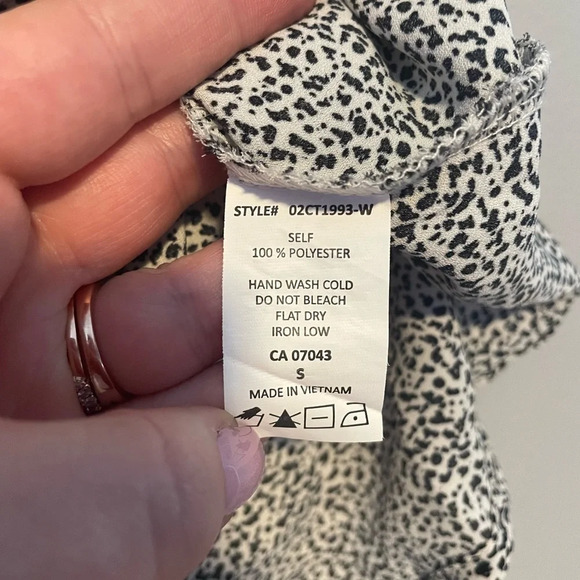 STYLE# 02CT1993-W
SELF
100 % POLYESTER
HAND WASH COLD
DO NOT BLEACH
FLAT DRY
IRON LOW
CA 07043
S
MADE IN VIETNAM